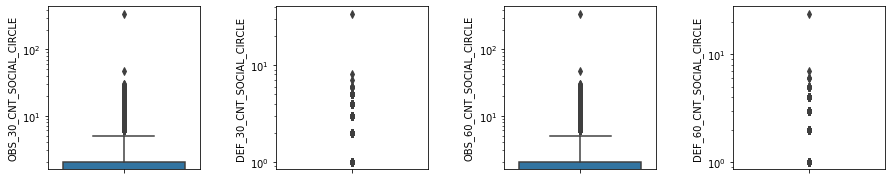 OBS_30_CNT_SOCIAL_CIRCLE
10²
10¹
DEF_30_CNT_SOCIAL_CIRCLE
10¹
10⁰
OBS_60_CNT_SOCIAL_CIRCLE
10²
10¹
DEF_60_CNT_SOCIAL_CIRCLE
10¹
10⁰